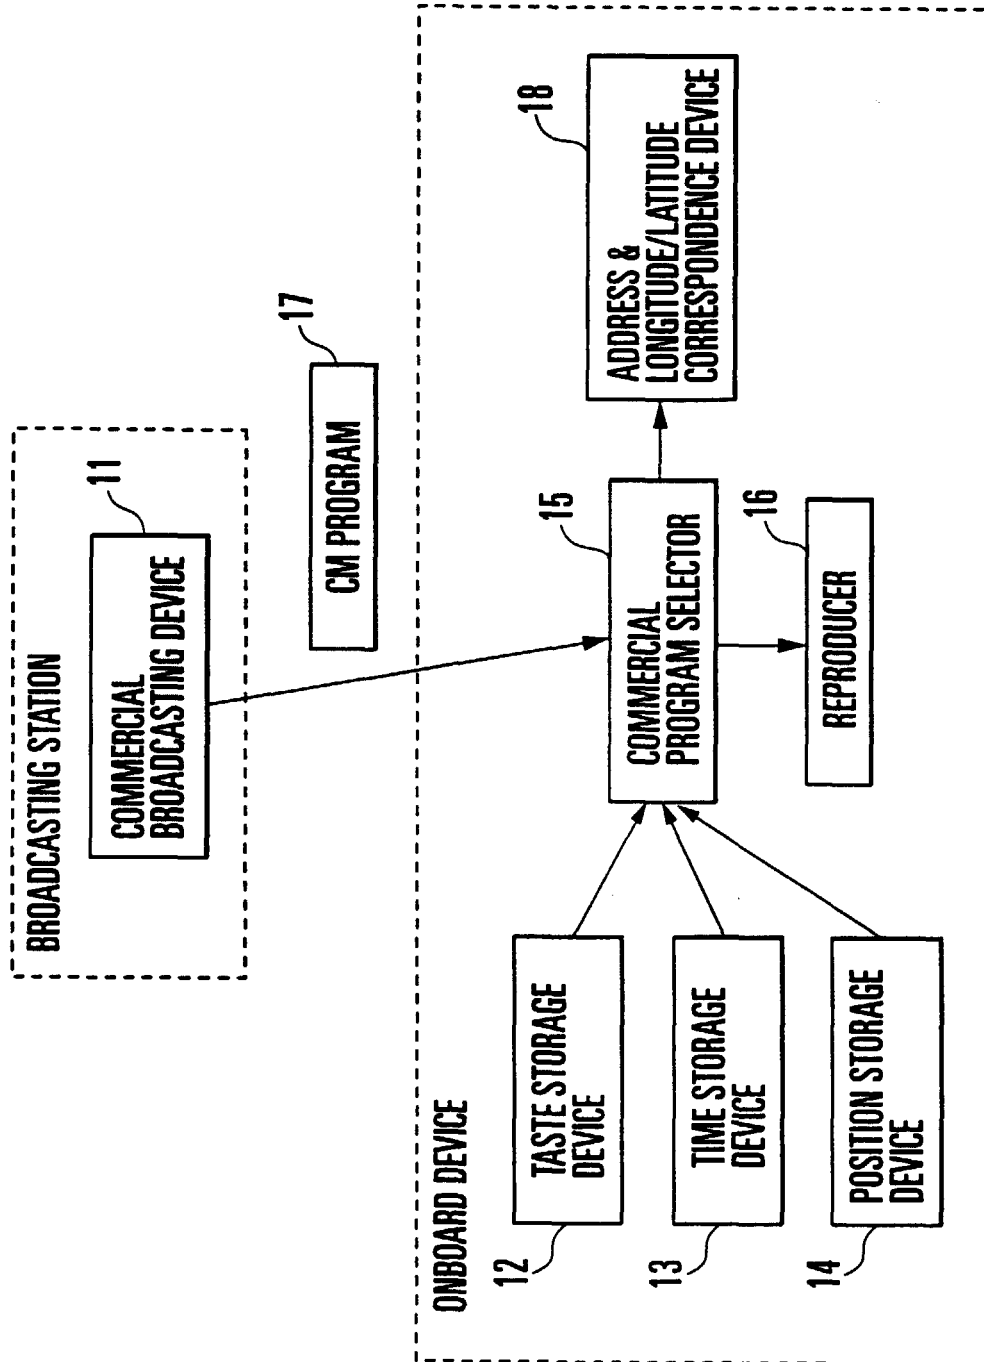 BROADCASTING STATION
11
COMMERCIAL
BROADCASTING DEVICE
17
CM PROGRAM
ONBOARD DEVICE
12
TASTE STORAGE
DEVICE
13
TIME STORAGE
DEVICE
14
POSITION STORAGE
DEVICE
15
COMMERCIAL
PROGRAM SELECTOR
16
REPRODUCER
18
ADDRESS &
LONGITUDE/LATITUDE
CORRESPONDENCE DEVICE